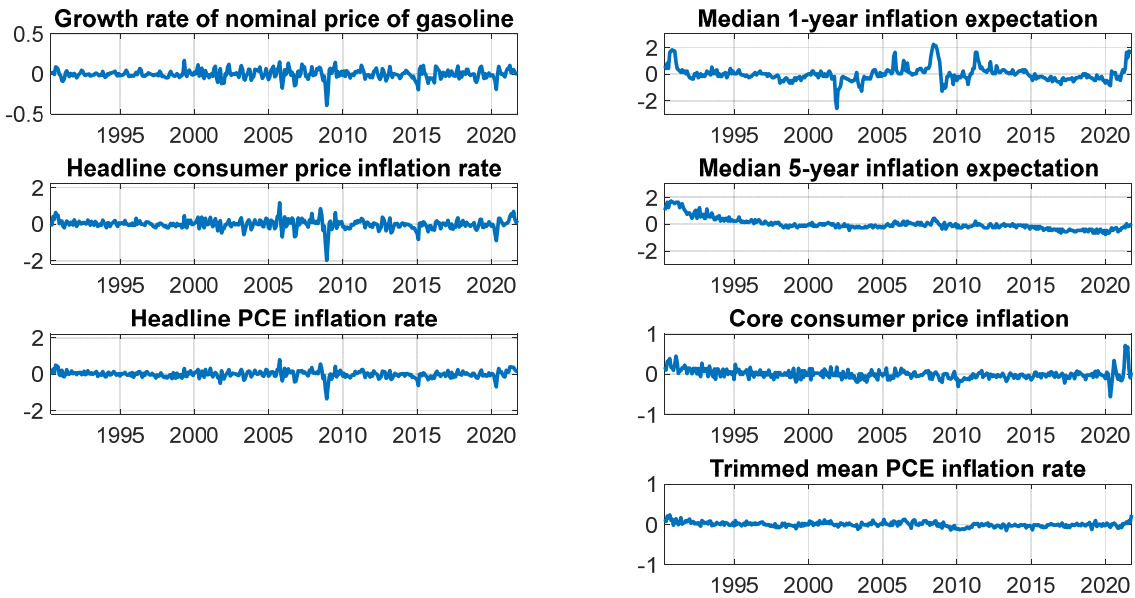 Growth rate of nominal price of gasoline
0.5
0
-0.5
1995 2000 2005 2010 2015 2020
Headline consumer price inflation rate
2
0
-2
1995 2000 2005 2010 2015 2020
Headline PCE inflation rate
2
0
-2
1995 2000 2005 2010 2015 2020
Median 1-year inflation expectation
2
0
-2
1995 2000 2005 2010 2015 2020
Median 5-year inflation expectation
2
0
-2
1995 2000 2005 2010 2015 2020
Core consumer price inflation
1
0
-1
1995 2000 2005 2010 2015 2020
Trimmed mean PCE inflation rate
1
0
-1
1995 2000 2005 2010 2015 2020